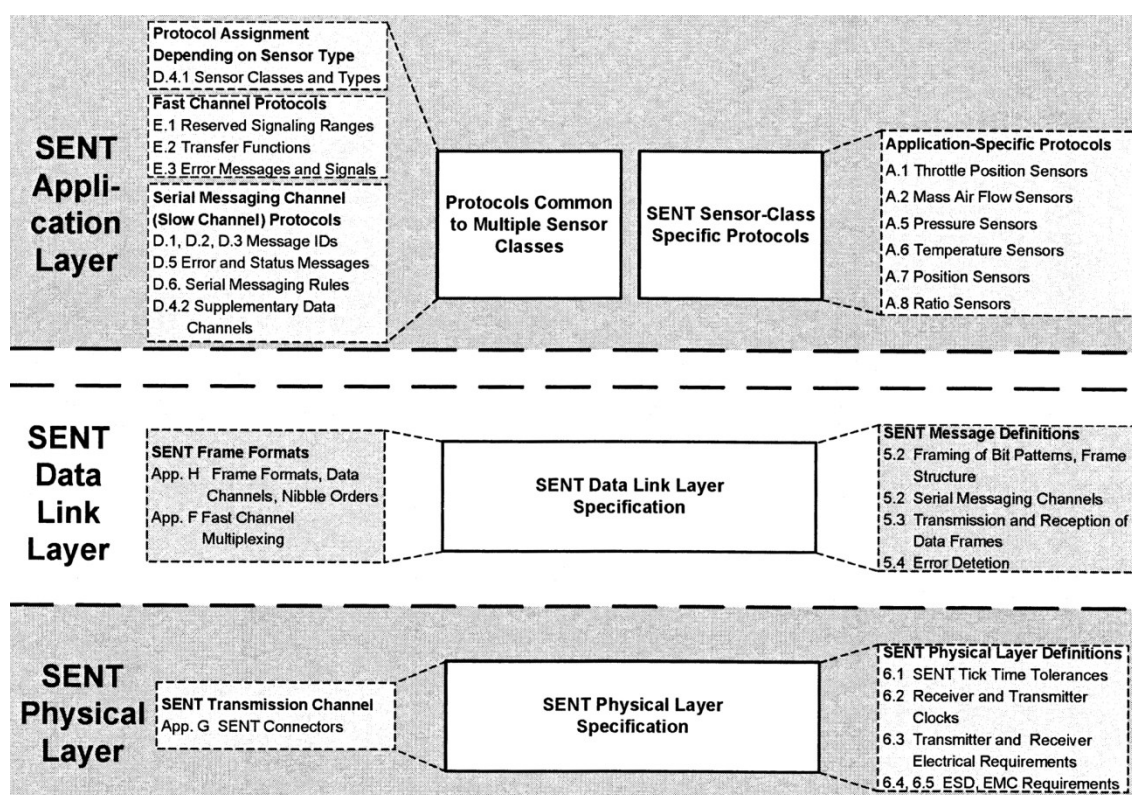 SENT
Appli-
cation
Layer
Protocol Assignment
Depending on Sensor Type
D.4.1 Sensor Classes and Types
Fast Channel Protocols
E.1 Reserved Signaling Ranges
E.2 Transfer Functions
E.3 Error Messages and Signals
Serial Messaging Channel
(Slow Channel) Protocols
D.1, D.2, D.3 Message IDs
D.5 Error and Status Messages
D.6. Serial Messaging Rules
D.4.2 Supplementary Data
Channels
Protocols Common
to Multiple Sensor
Classes
SENT Sensor-Class
Specific Protocols
Application-Specific Protocols
A.1 Throttle Position Sensors
A.2 Mass Air Flow Sensors
A.5 Pressure Sensors
A.6 Temperature Sensors
A.7 Position Sensors
A.8 Ratio Sensors
SENT
Data
Link
Layer
SENT Frame Formats
App. H Frame Formats, Data
Channels, Nibble Orders
App. F Fast Channel
Multiplexing
SENT Data Link Layer
Specification
SENT Message Definitions
5.2 Framing of Bit Patterns, Frame
Structure
5.2 Serial Messaging Channels
5.3 Transmission and Reception of
Data Frames
5.4 Error Detetion
SENT
Physical
Layer
SENT Transmission Channel
App. G SENT Connectors
SENT Physical Layer
Specification
SENT Physical Layer Definitions
6.1 SENT Tick Time Tolerances
6.2 Receiver and Transmitter
Clocks
6.3 Transmitter and Receiver
Electrical Requirements
6.4, 6.5 ESD, EMC Requirements